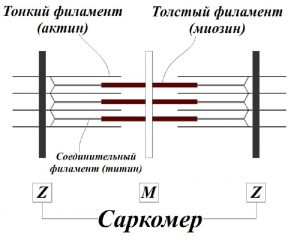 Тонкий филамент
(актин)
Толстый филамент
(миозин)
Соединительный
филамент (титин)
Z M Z
Саркомер